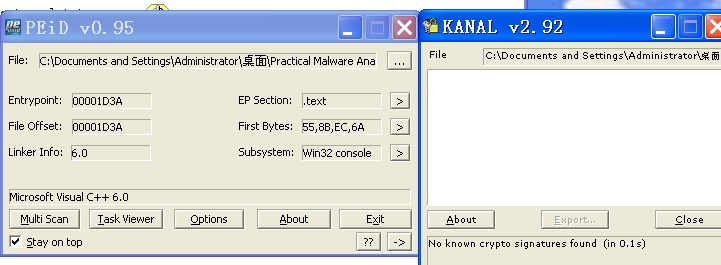 PEiD v0.95
File: C:\Documents and Settings\Administrator\桌面\Practical Malware Ana ...
Entrypoint: 00001D3A EP Section: .text >
File Offset: 00001D3A First Bytes: 55,8B,EC,6A >
Linker Info: 6.0 Subsystem: Win32 console >
Microsoft Visual C++ 6.0
Multi Scan Task Viewer Options About Exit
Stay on top ?? ->
KANAL v2.92
File C:\Documents and Settings\Administrator\桌面
About Export... Close
No known crypto signatures found (in 0.1s)